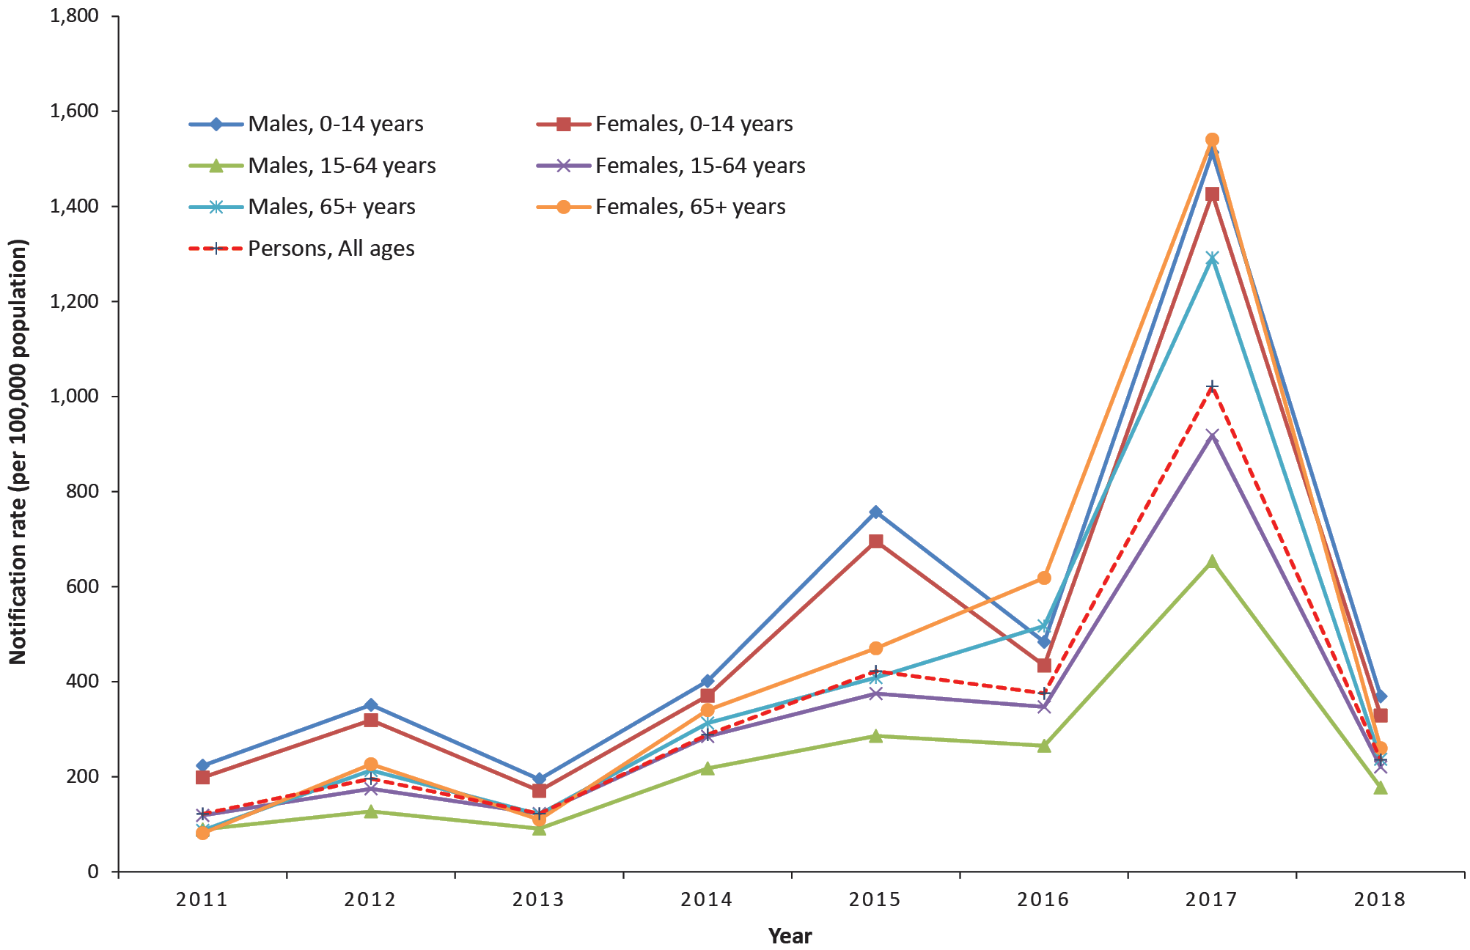 1,800
1,600
1,400
1,200
1,000
800
600
400
200
0
Notification rate (per 100,000 population)
Males, 0-14 years
Females, 0-14 years
Males, 15-64 years
Females, 15-64 years
Males, 65+ years
Females, 65+ years
Persons, All ages
2011
2012
2013
2014
2015
2016
2017
2018
Year